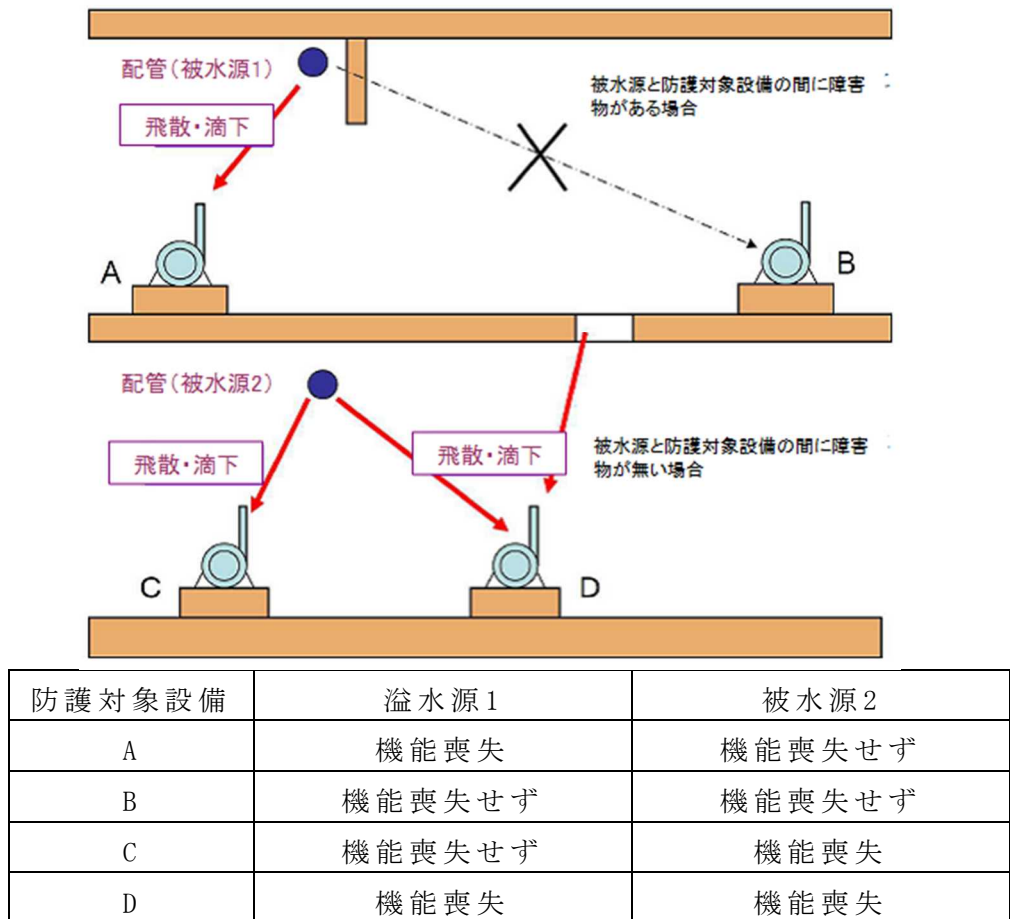 配管(被水源1)
被水源と防護対象設備の間に障害
物がある場合
飛散・滴下
A
B
配管(被水源2)
飛散・滴下
飛散・滴下
被水源と防護対象設備の間に障害
物が無い場合
C
D
防護対象設備 溢水源1 被水源2
A 機能喪失 機能喪失せず
B 機能喪失せず 機能喪失せず
C 機能喪失せず 機能喪失
D 機能喪失 機能喪失